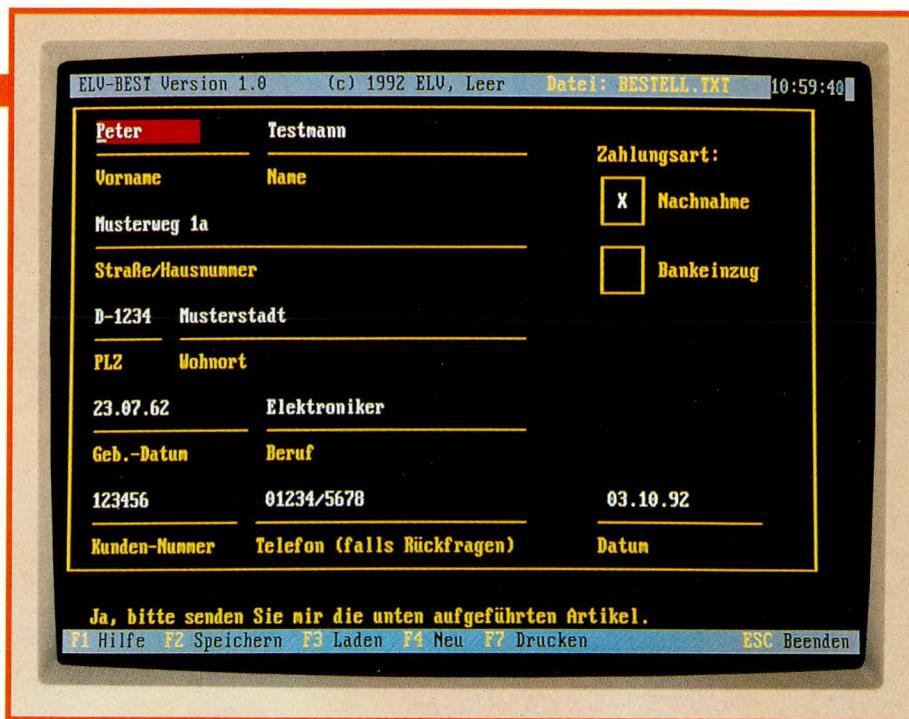 ELV-BEST Version 1.0 (c) 1992 ELV, Leer Datei: BESTELL.TXT 10:59:40
Peter Testmann
Vorname Name
Zahlungsart:
X Nachnahme
Musterweg 1a
Straße/Hausnummer
Bankeinzug
D-1234 Musterstadt
PLZ Wohnort
23.07.62 Elektroniker
Geb.-Datum Beruf
123456 01234/5678 03.10.92
Kunden-Nummer Telefon (falls Rückfragen) Datum
Ja, bitte senden Sie mir die unten aufgeführten Artikel.
F1 Hilfe F2 Speichern F3 Laden F4 Neu F7 Drucken ESC Beenden